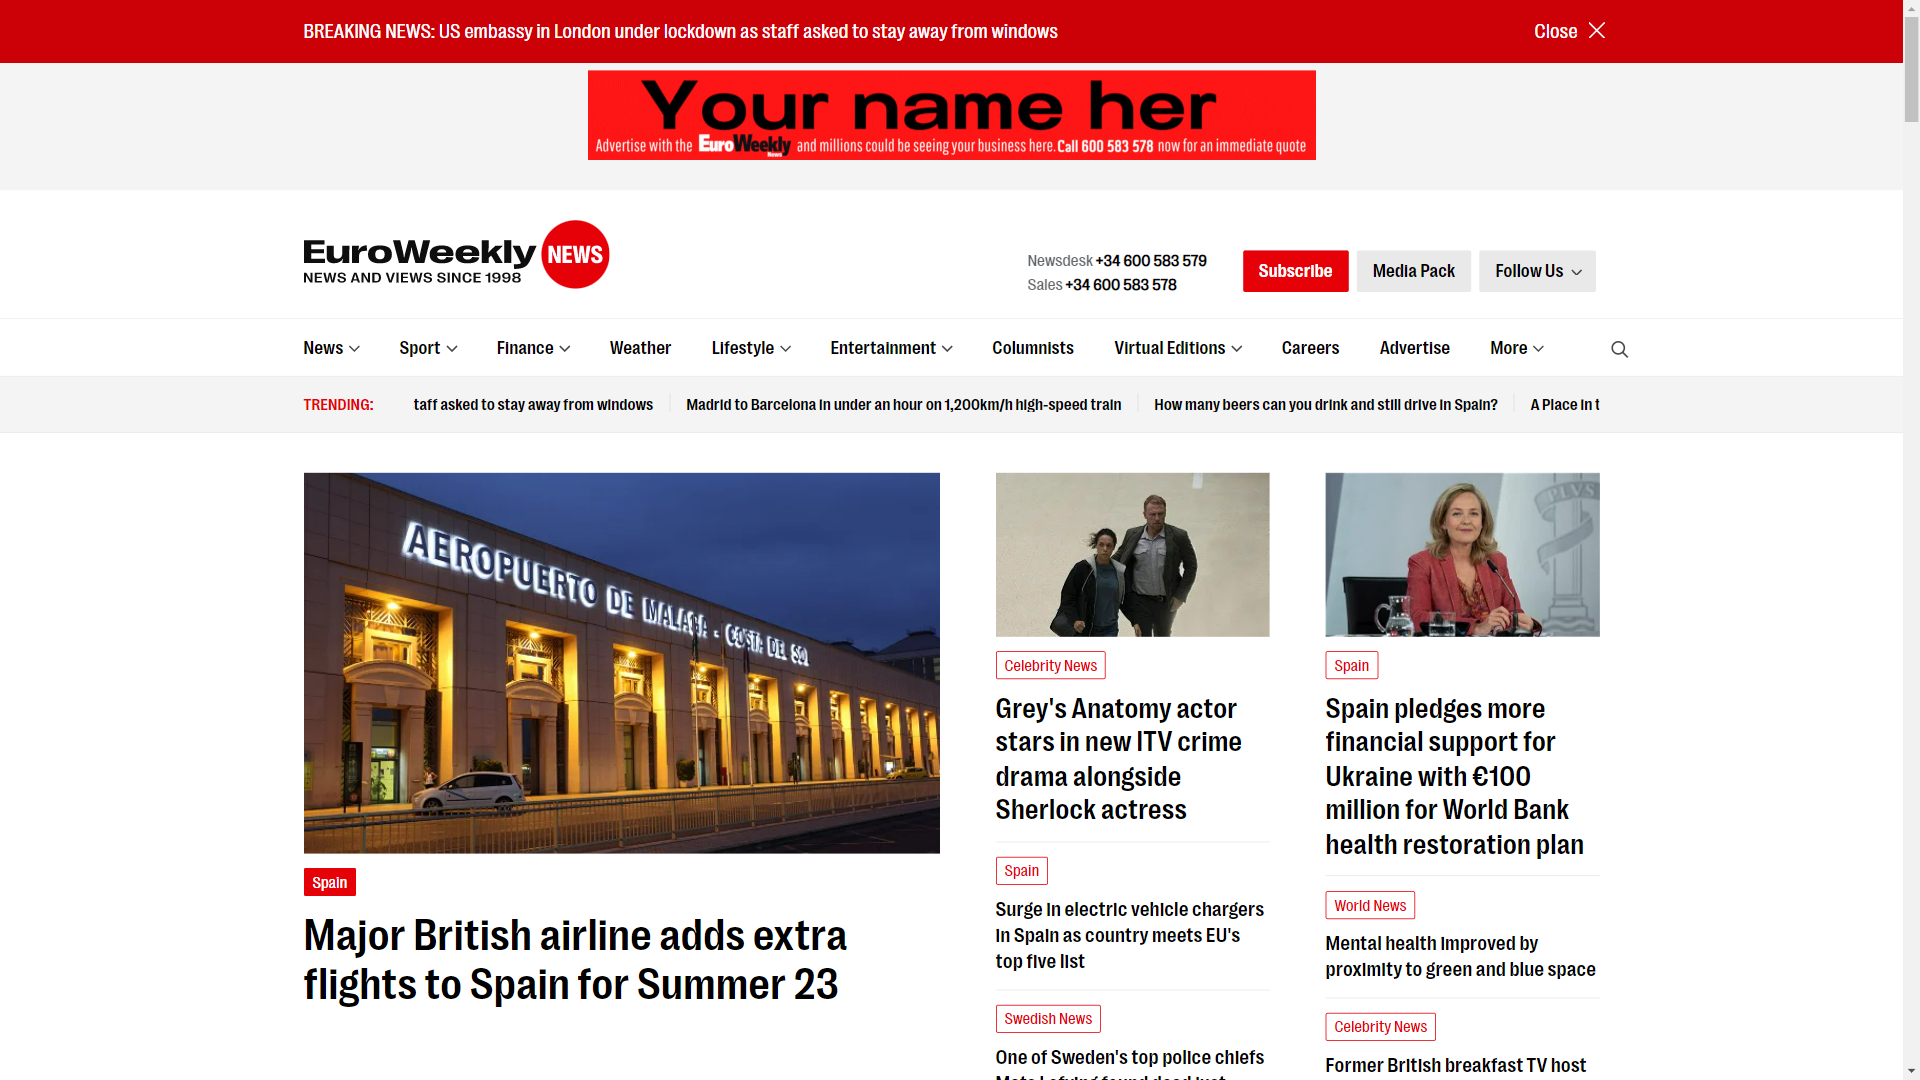 BREAKING NEWS: US embassy in London under lockdown as staff asked to stay away from windows
Close
Your name her
Advertise with the EuroWeekly News and millions could be seeing your business here. Call 600 583 578 now for an immediate quote
EuroWeekly NEWS
NEWS AND VIEWS SINCE 1998
Newsdesk +34 600 583 579
Sales +34 600 583 578
Subscribe
Media Pack
Follow Us
News
Sport
Finance
Weather
Lifestyle
Entertainment
Columnists
Virtual Editions
Careers
Advertise
More
TRENDING:
taff asked to stay away from windows
Madrid to Barcelona in under an hour on 1,200km/h high-speed train
How many beers can you drink and still drive in Spain?
A Place in t
AEROPUERTO DE MALAGA - COSTA DEL SOL
Spain
Major British airline adds extra
flights to Spain for Summer 23
Celebrity News
Grey's Anatomy actor
stars in new ITV crime
drama alongside
Sherlock actress
Spain
Surge in electric vehicle chargers
in Spain as country meets EU's
top five list
Swedish News
One of Sweden's top police chiefs
PLVS
Spain
Spain pledges more
financial support for
Ukraine with €100
million for World Bank
health restoration plan
World News
Mental health improved by
proximity to green and blue space
Celebrity News
Former British breakfast TV host